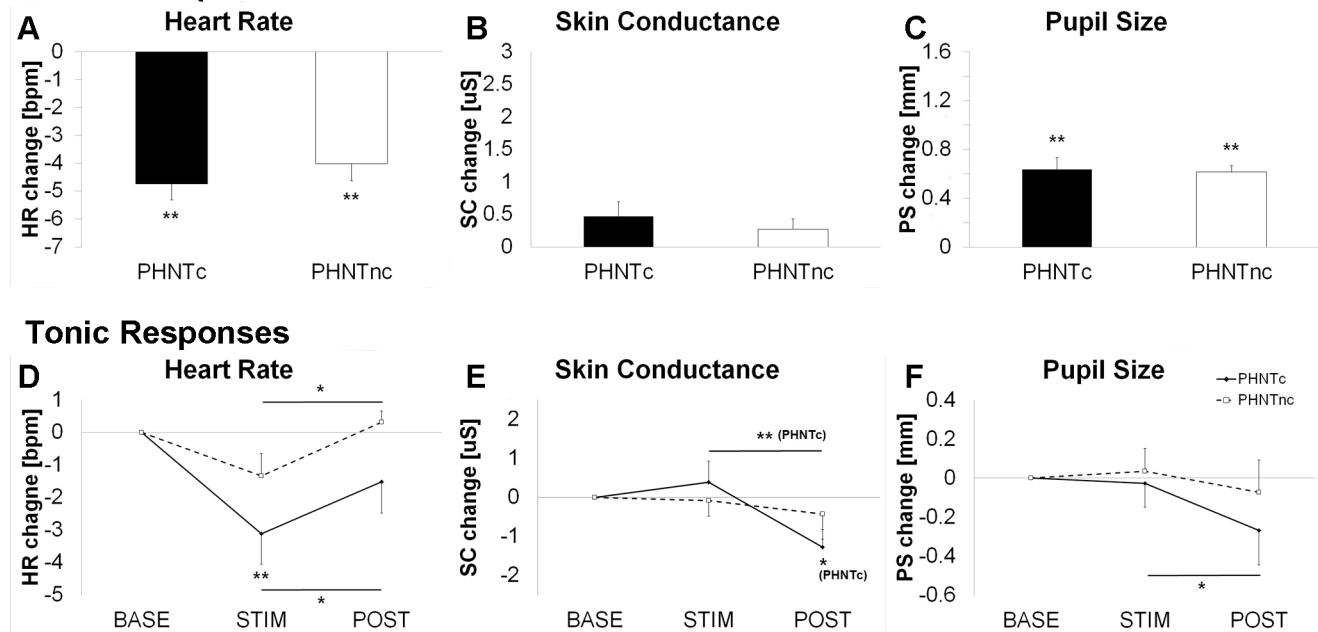 A Heart Rate
HR change [bpm]
0
-1
-2
-3
-4
-5
-6
-7
**
**
PHNTc PHNTnc
B Skin Conductance
SC change [uS]
3
2.5
2
1.5
1
0.5
0
PHNTc PHNTnc
C Pupil Size
PS change [mm]
1.6
1.2
0.8
0.4
0
**
**
PHNTc PHNTnc
Tonic Responses
D Heart Rate
HR chagne [bpm]
1
0
-1
-2
-3
-4
-5
*
**
*
BASE STIM POST
E Skin Conductance
SC change [uS]
2
1
0
-1
-2
** (PHNTc)
*
(PHNTc)
BASE STIM POST
F Pupil Size
PS change [mm]
0.4
0.2
0
-0.2
-0.4
-0.6
PHNTc
PHNTnc
*
BASE STIM POST